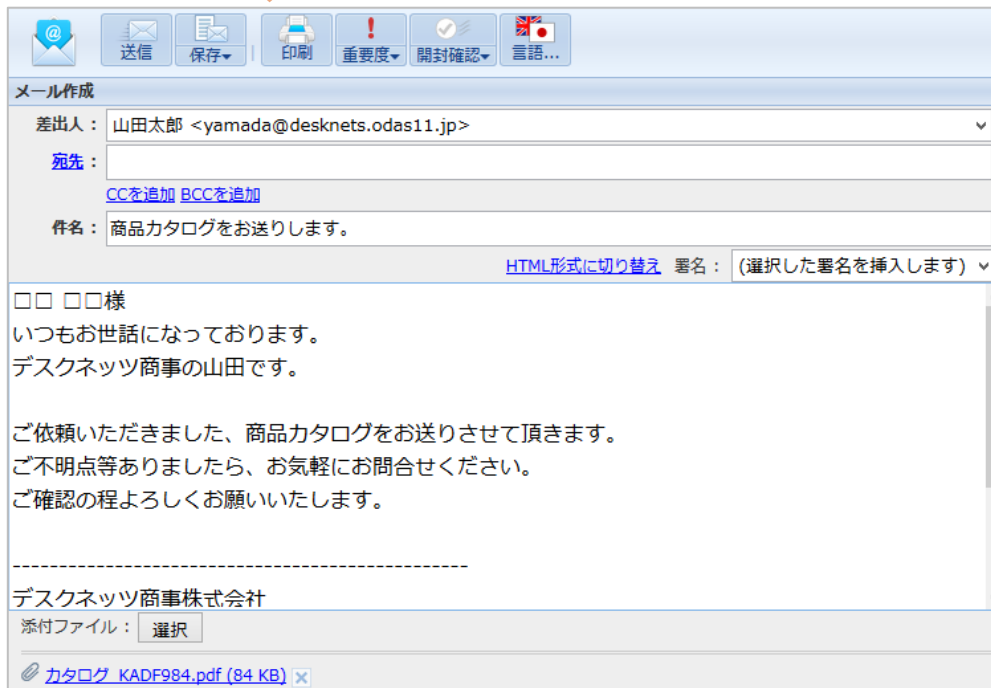 @
送信 保存 印刷 重要度 開封確認 言語...
メール作成
差出人： 山田太郎 <yamada@desknets.odas11.jp>
宛先：
CCを追加 BCCを追加
件名： 商品カタログをお送りします。
HTML形式に切り替え 署名： (選択した署名を挿入します)
□□ □□様
いつもお世話になっております。
デスクネッツ商事の山田です。
ご依頼いただきました、商品カタログをお送りさせて頂きます。
ご不明点等ありましたら、お気軽にお問合せください。
ご確認の程よろしくお願いいたします。
-------------------------------------------------
デスクネッツ商事株式会社
添付ファイル： 選択
カタログ_KADF984.pdf (84 KB)